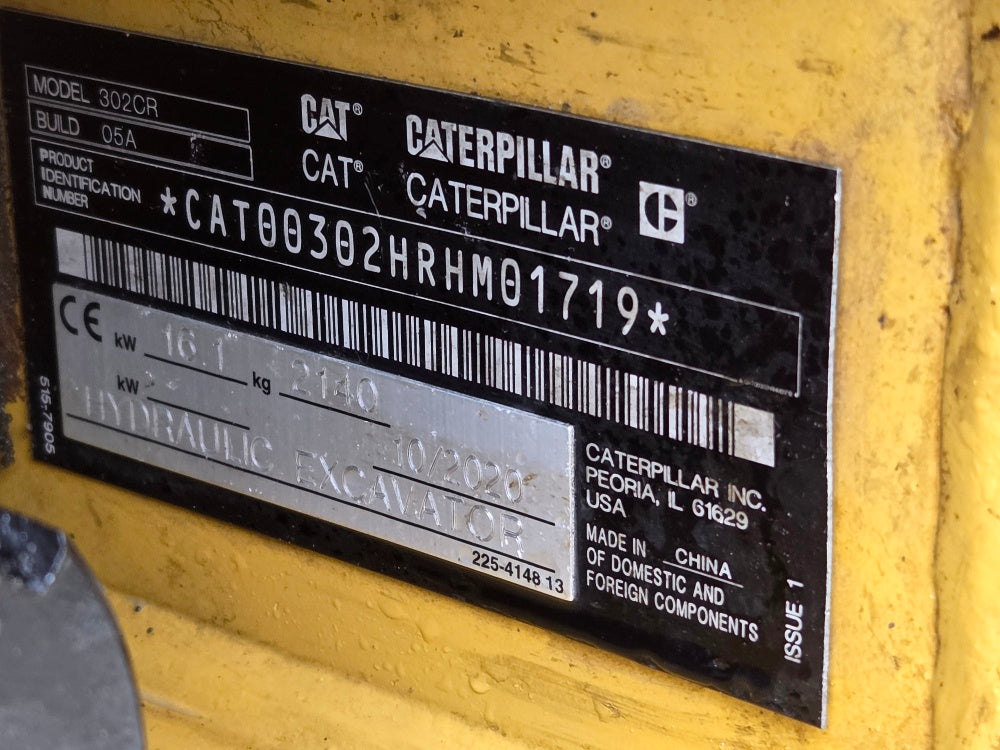 MODEL 302CR
BUILD 05A
PRODUCT
IDENTIFICATION
NUMBER
*CAT00302HRHM01719*
CAT®
CAT®
CATERPILLAR®
CATERPILLAR®
C®
CE
kW 16.1
kg 2140
kW
10/2020
HYDRAULIC EXCAVATOR
225-4148 13
515-7905
CATERPILLAR INC.
PEORIA, IL 61629
USA
MADE IN CHINA
OF DOMESTIC AND
FOREIGN COMPONENTS
ISSUE 1